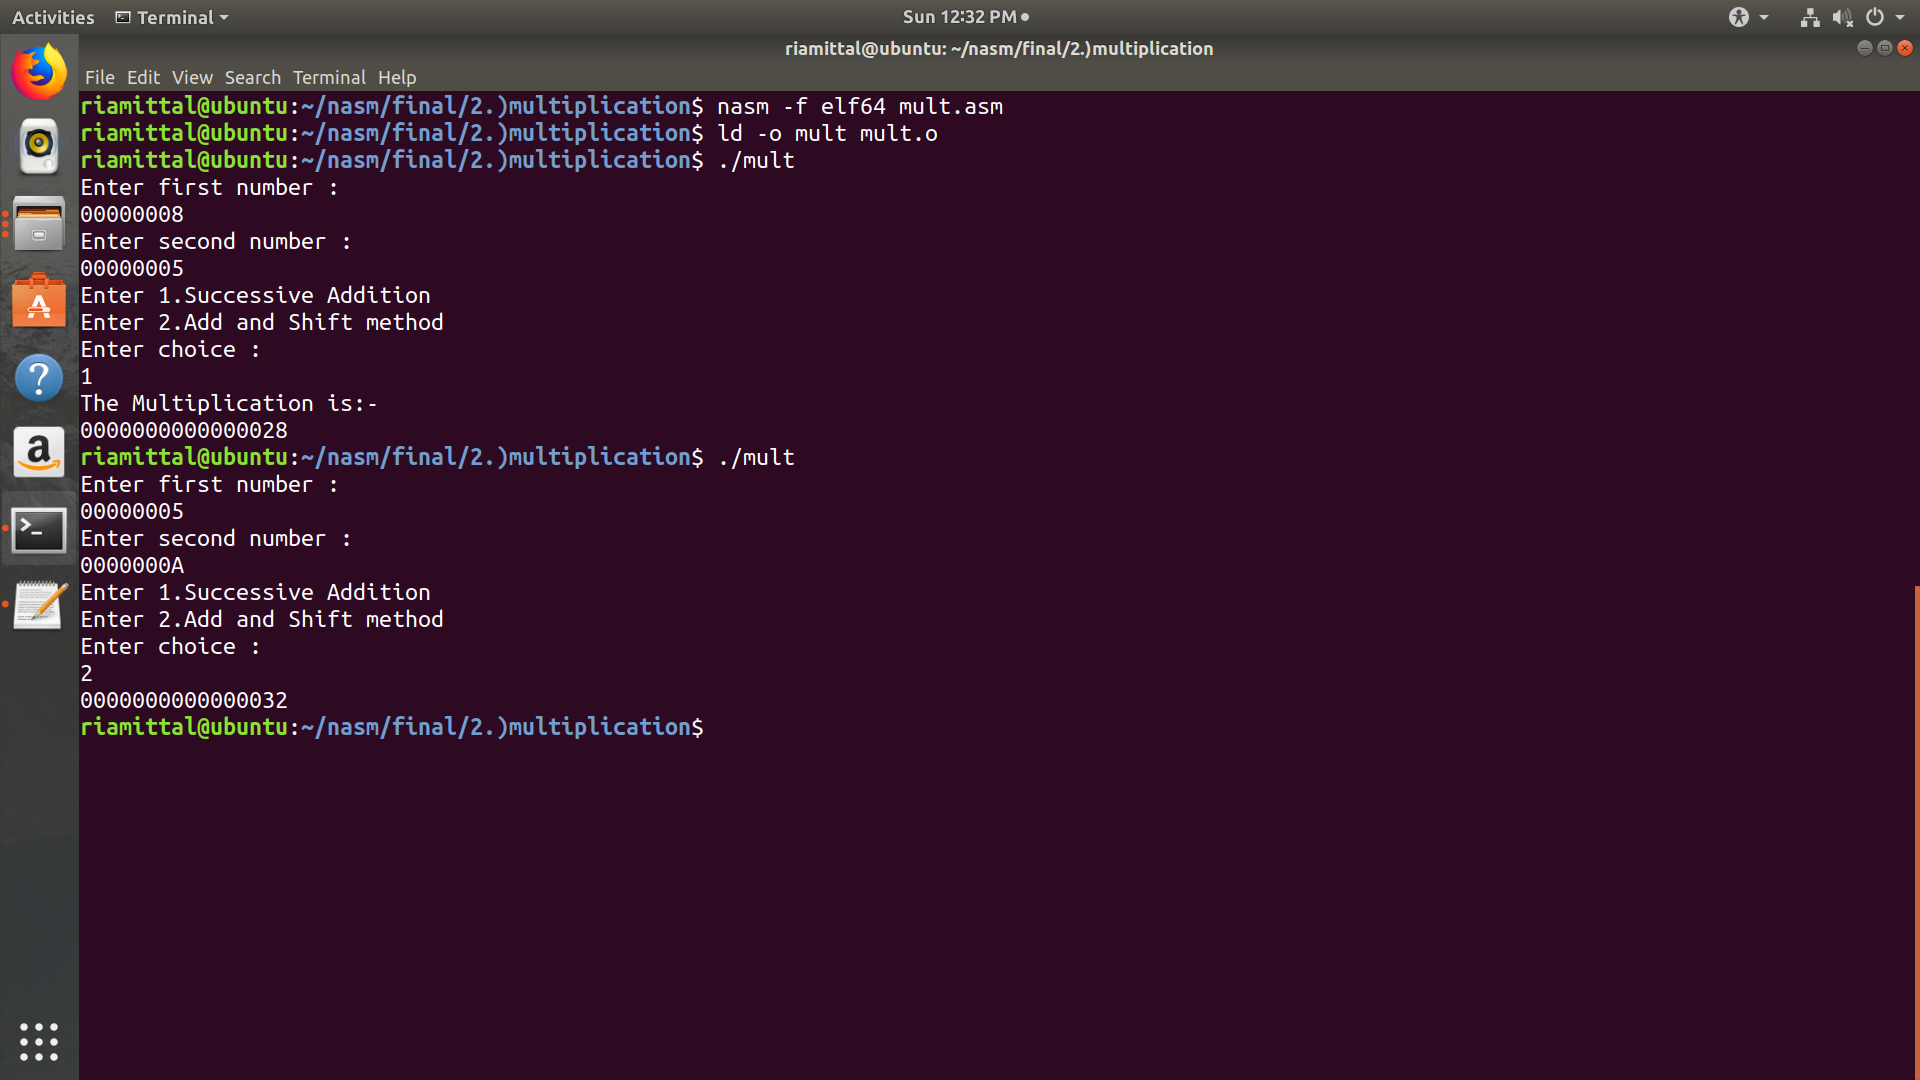 Activities Terminal Sun 12:32 PM
riamittal@ubuntu: ~/nasm/final/2.)multiplication
File Edit View Search Terminal Help
riamittal@ubuntu:~/nasm/final/2.)multiplication$ nasm -f elf64 mult.asm
riamittal@ubuntu:~/nasm/final/2.)multiplication$ ld -o mult mult.o
riamittal@ubuntu:~/nasm/final/2.)multiplication$ ./mult
Enter first number :
00000008
Enter second number :
00000005
Enter 1.Successive Addition
Enter 2.Add and Shift method
Enter choice :
1
The Multiplication is:-
0000000000000028
riamittal@ubuntu:~/nasm/final/2.)multiplication$ ./mult
Enter first number :
00000005
Enter second number :
0000000A
Enter 1.Successive Addition
Enter 2.Add and Shift method
Enter choice :
2
0000000000000032
riamittal@ubuntu:~/nasm/final/2.)multiplication$